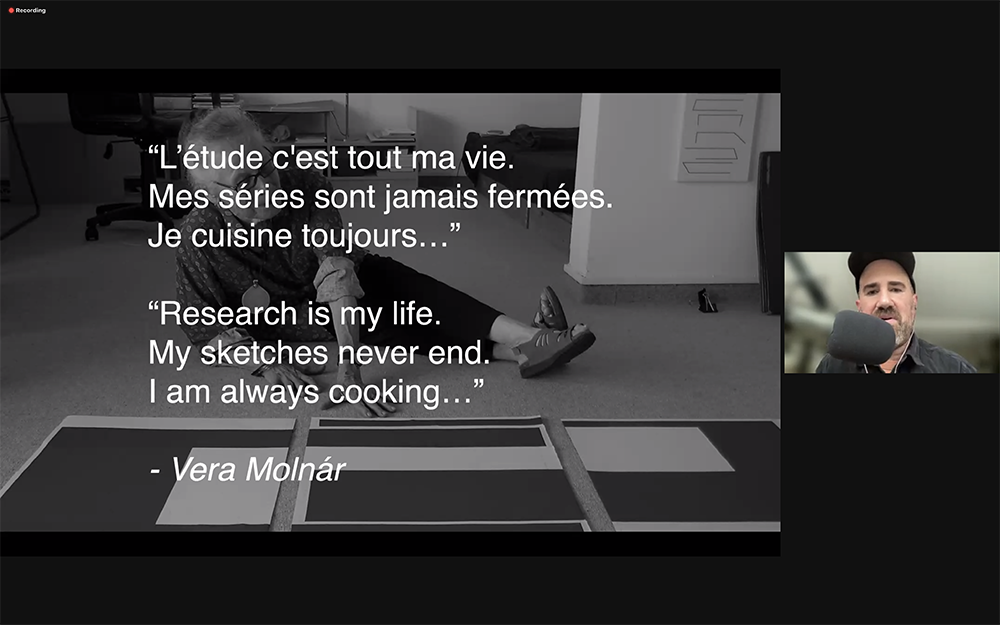 Recording
“L’étude c'est tout ma vie.
Mes séries sont jamais fermées.
Je cuisine toujours…”
“Research is my life.
My sketches never end.
I am always cooking…”
- Vera Molnár